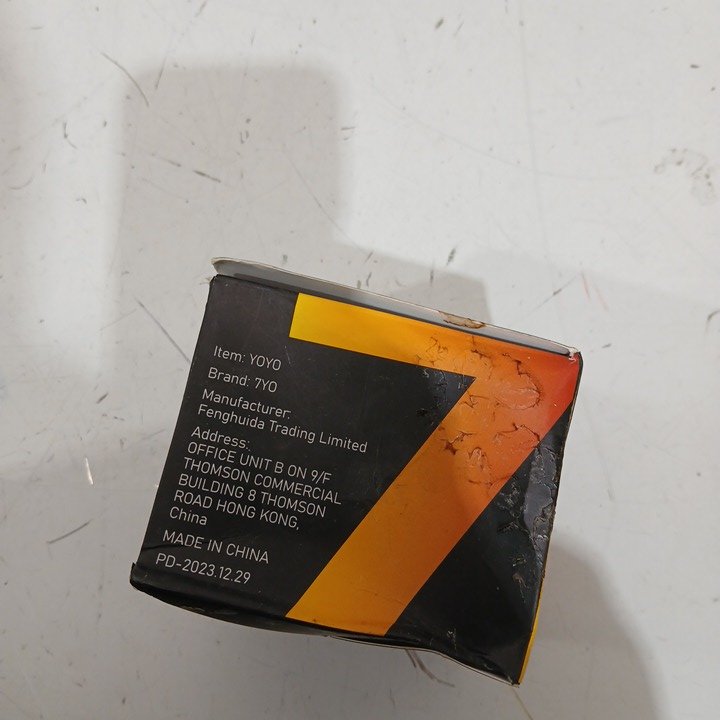 Item: YOYO
Brand: 7YO
Manufacturer:
Fenghuida Trading Limited
Address:
OFFICE UNIT B ON 9/F
THOMSON COMMERCIAL
BUILDING 8 THOMSON
ROAD HONG KONG,
China
MADE IN CHINA
PD-2023.12.29
7